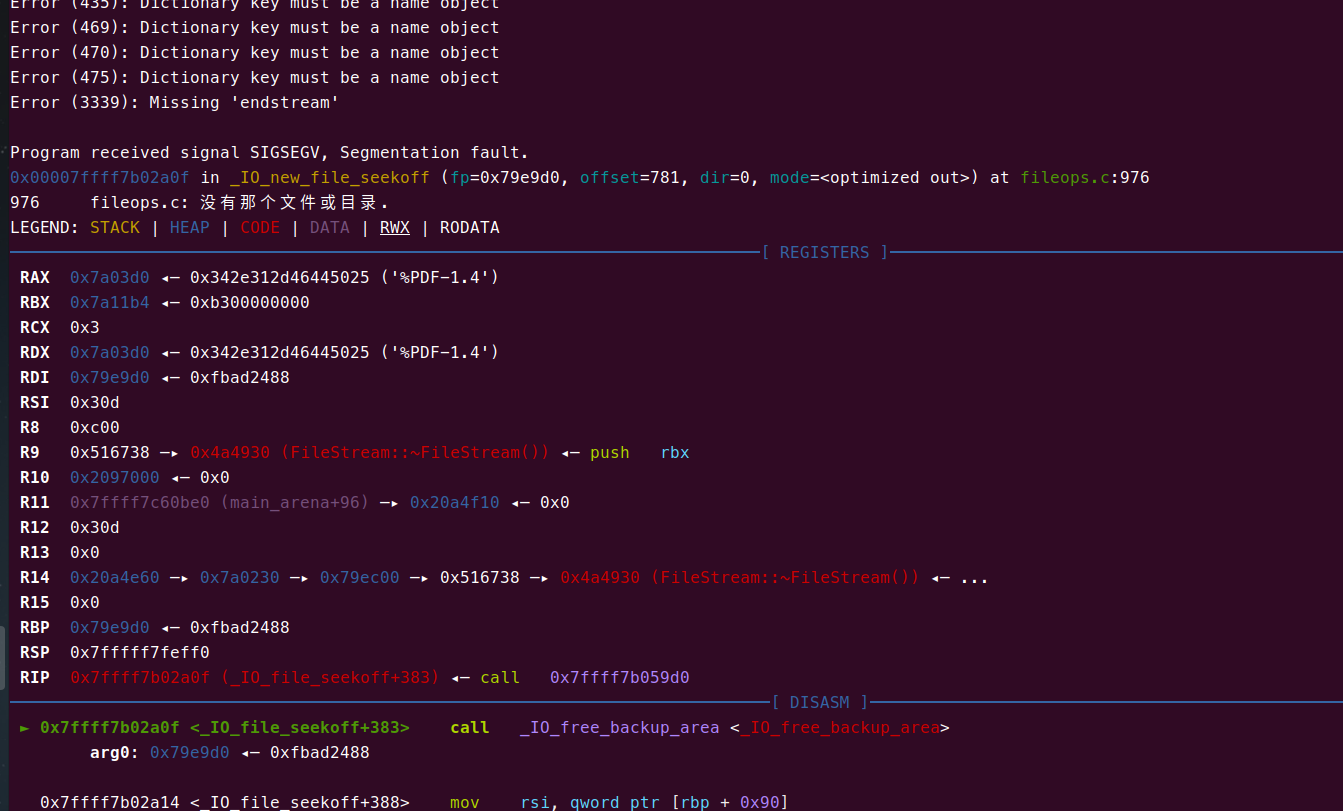 Error (435): Dictionary key must be a name object
Error (469): Dictionary key must be a name object
Error (470): Dictionary key must be a name object
Error (475): Dictionary key must be a name object
Error (3339): Missing 'endstream'
Program received signal SIGSEGV, Segmentation fault.
0x00007ffff7b02a0f in _IO_new_file_seekoff (fp=0x79e9d0, offset=781, dir=0, mode=<optimized out>) at fileops.c:976
976 fileops.c: 没有那个文件或目录.
LEGEND: STACK | HEAP | CODE | DATA | RWX | RODATA
[ REGISTERS ]
RAX 0x7a03d0 ◂— 0x342e312d46445025 ('%PDF-1.4')
RBX 0x7a11b4 ◂— 0xb300000000
RCX 0x3
RDX 0x7a03d0 ◂— 0x342e312d46445025 ('%PDF-1.4')
RDI 0x79e9d0 ◂— 0xfbad2488
RSI 0x30d
R8 0xc00
R9 0x516738 —▸ 0x4a4930 (FileStream::~FileStream()) ◂— push rbx
R10 0x2097000 ◂— 0x0
R11 0x7ffff7c60be0 (main_arena+96) —▸ 0x20a4f10 ◂— 0x0
R12 0x30d
R13 0x0
R14 0x20a4e60 —▸ 0x7a0230 —▸ 0x79ec00 —▸ 0x516738 —▸ 0x4a4930 (FileStream::~FileStream()) ◂— ...
R15 0x0
RBP 0x79e9d0 ◂— 0xfbad2488
RSP 0x7fffff7feff0
RIP 0x7ffff7b02a0f (_IO_file_seekoff+383) ◂— call 0x7ffff7b059d0
[ DISASM ]
► 0x7ffff7b02a0f <_IO_file_seekoff+383> call _IO_free_backup_area <_IO_free_backup_area>
arg0: 0x79e9d0 ◂— 0xfbad2488
0x7ffff7b02a14 <_IO_file_seekoff+388> mov rsi, qword ptr [rbp + 0x90]